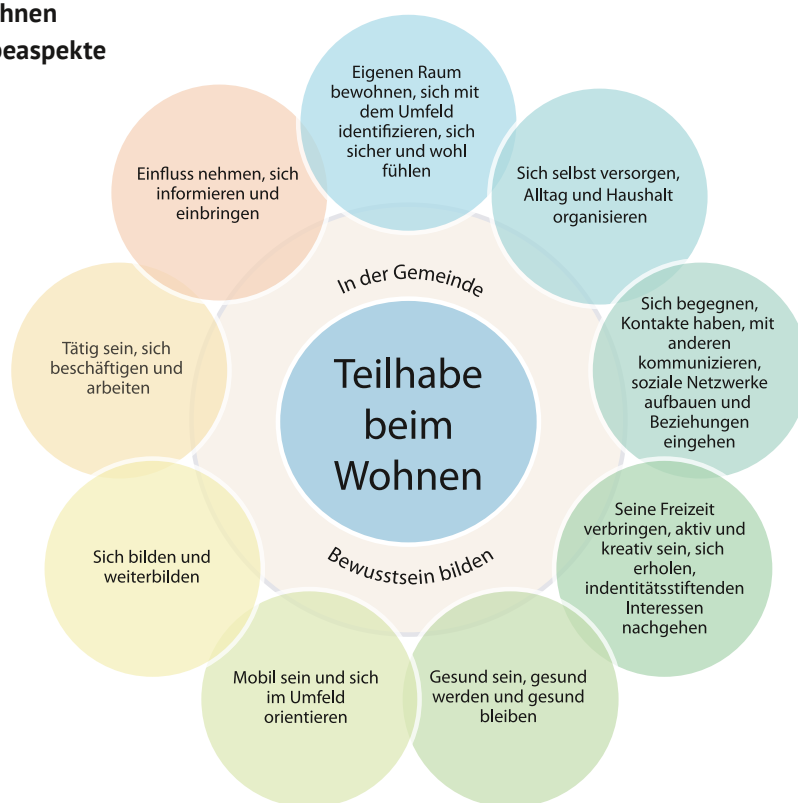 hnen
easpekte
Eigenen Raum
bewohnen, sich mit
dem Umfeld
identifizieren, sich
sicher und wohl
fühlen
Sich selbst versorgen,
Alltag und Haushalt
organisieren
Sich begegnen,
Kontakte haben, mit
anderen
kommunizieren,
soziale Netzwerke
aufbauen und
Beziehungen
eingehen
Seine Freizeit
verbringen, aktiv und
kreativ sein, sich
erholen,
indentitätsstiftenden
Interessen
nachgehen
Gesund sein, gesund
werden und gesund
bleiben
Mobil sein und sich
im Umfeld
orientieren
Sich bilden und
weiterbilden
Tätig sein, sich
beschäftigen und
arbeiten
Einfluss nehmen, sich
informieren und
einbringen
In der Gemeinde
Teilhabe
beim
Wohnen
Bewusstsein bilden